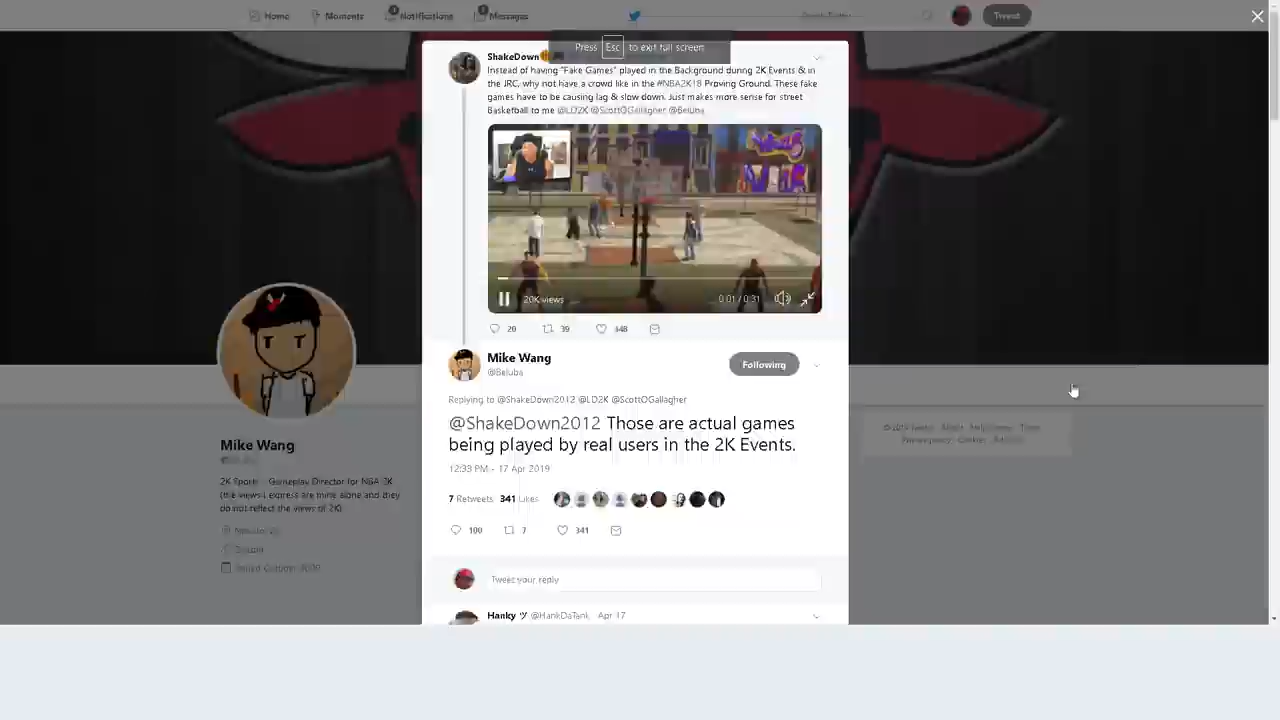 Home Moments Notifications Messages Tweet
Press Esc to exit full screen
ShakeDown
Instead of having "Fake Games" played in the Background during 2K Events & in
the JRC, why not have a crowd like in the #NBA2K18 Proving Ground. These fake
games have to be causing lag & slow down. Just makes more sense for street
Basketball to me @LD2K @ScottOGallagher @Beluba
20K views 0:01 / 0:31
20 39 348
Mike Wang
@Beluba
Following
Replying to @ShakeDown2012 @LD2K @ScottOGallagher
@ShakeDown2012 Those are actual games
being played by real users in the 2K Events.
12:33 PM - 17 Apr 2019
7 Retweets 341 Likes
100 7 341
Tweet your reply
Hanky ツ @HankDaTank Apr 17
Mike Wang
2K Sports Gameplay Director for NBA 2K
(the views I express are mine alone and they
do not reflect the views of 2K)
Joined October 2009